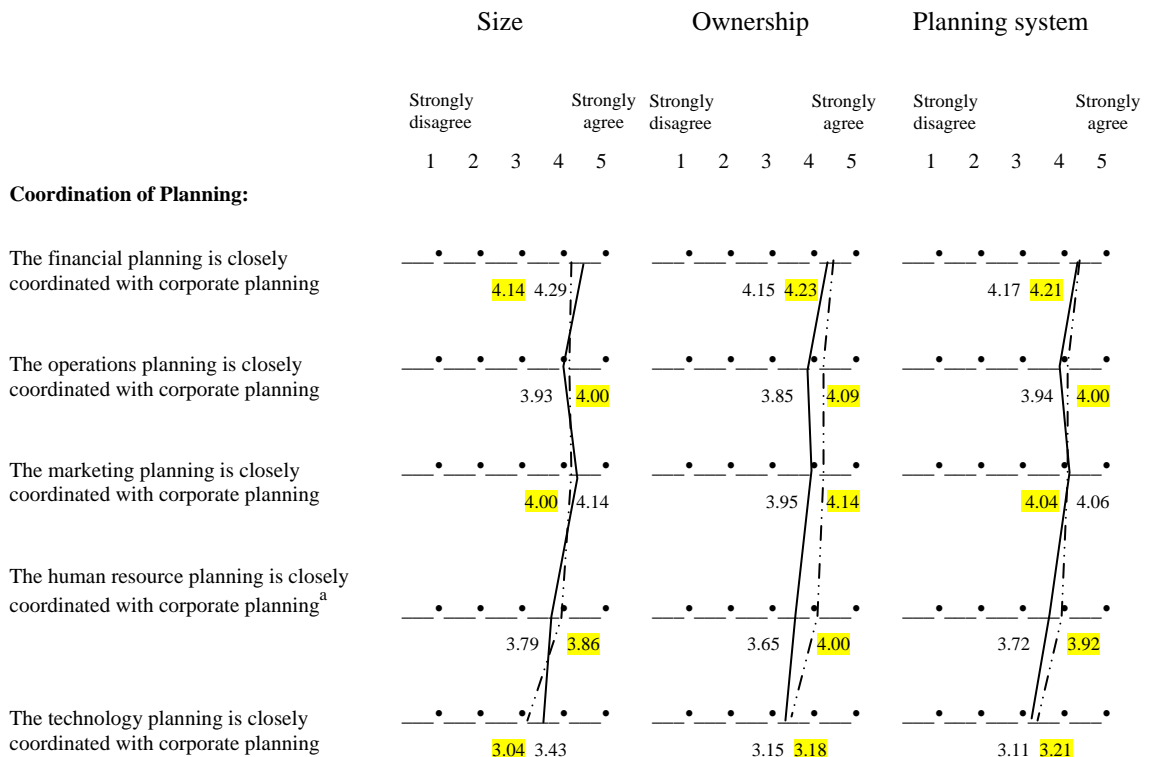 Size Ownership Planning system
Strongly disagree Strongly agree Strongly disagree Strongly agree Strongly disagree Strongly agree
1 2 3 4 5 1 2 3 4 5 1 2 3 4 5
Coordination of Planning:
The financial planning is closely
coordinated with corporate planning
4.14 4.29 4.15 4.23 4.17 4.21
The operations planning is closely
coordinated with corporate planning
3.93 4.00 3.85 4.09 3.94 4.00
The marketing planning is closely
coordinated with corporate planning
4.00 4.14 3.95 4.14 4.04 4.06
The human resource planning is closely
coordinated with corporate planningᵃ
3.79 3.86 3.65 4.00 3.72 3.92
The technology planning is closely
coordinated with corporate planning
3.04 3.43 3.15 3.18 3.11 3.21